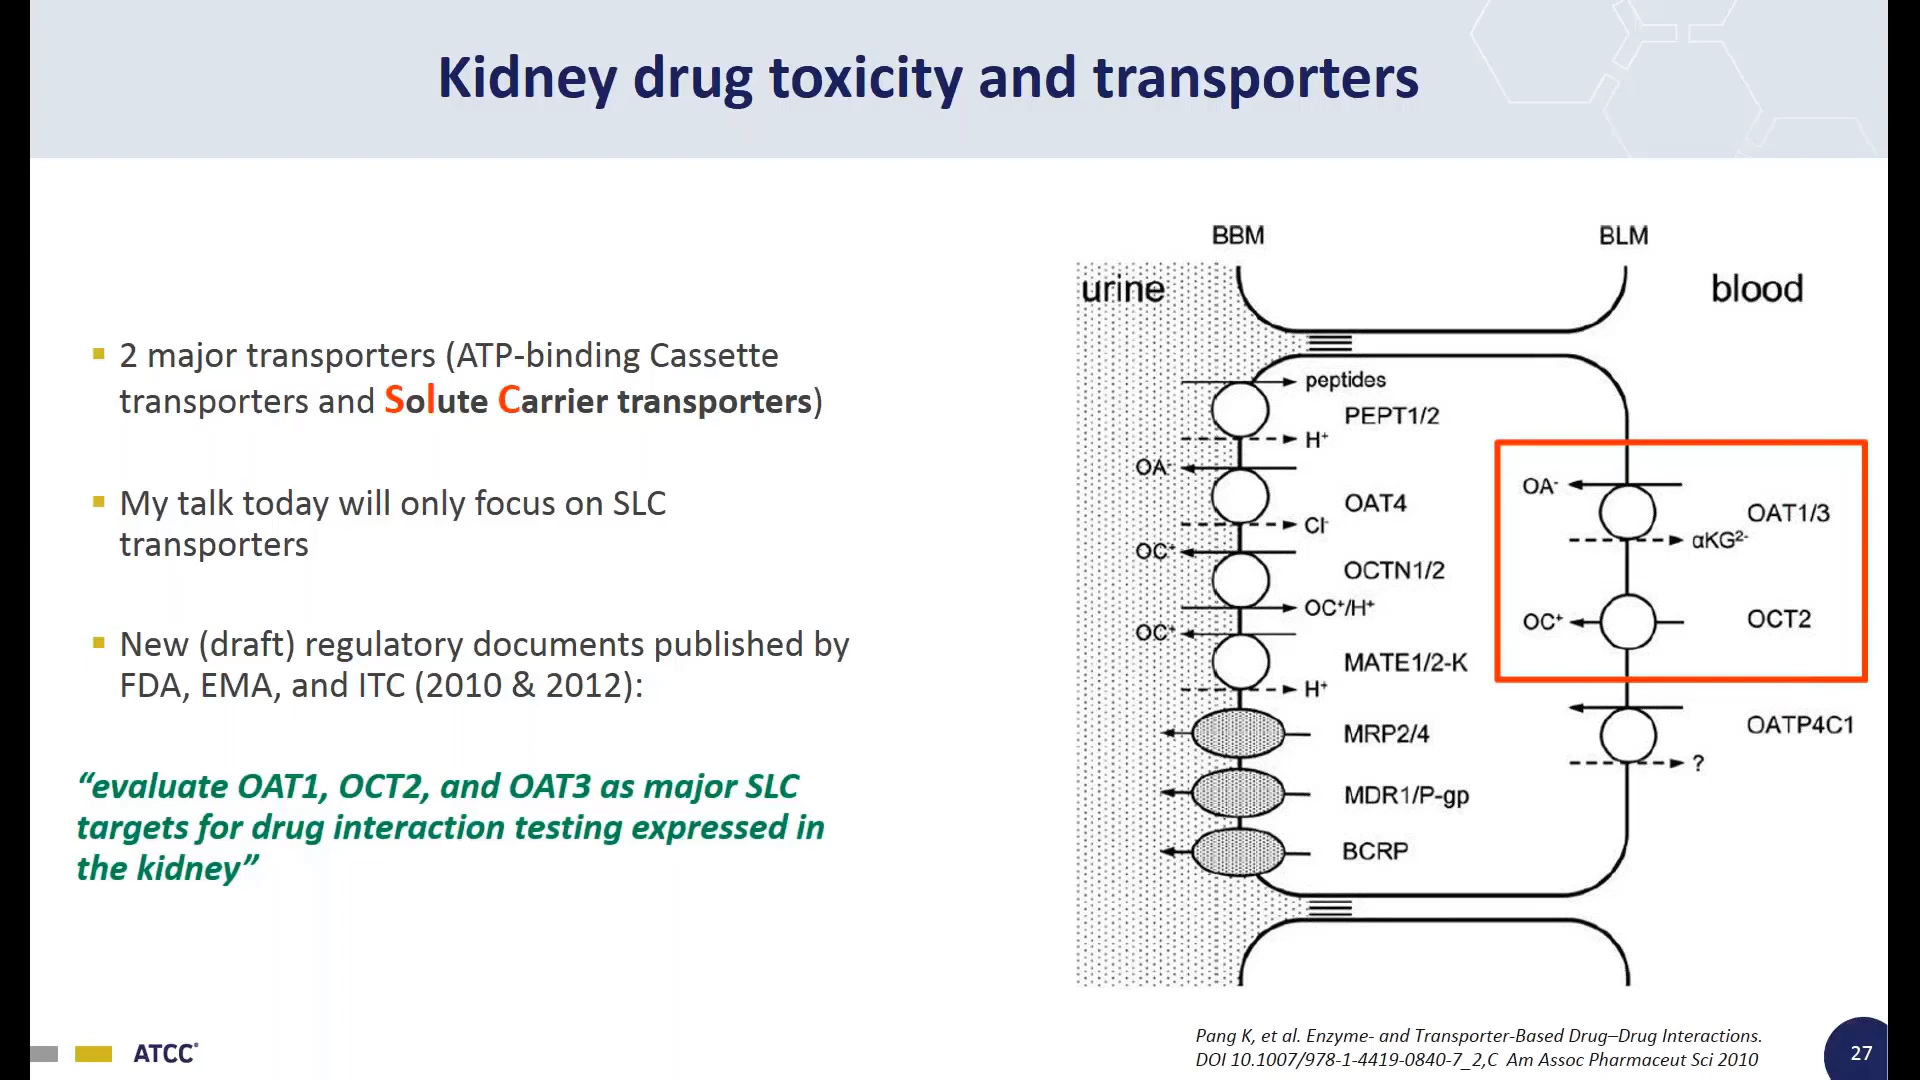 Kidney drug toxicity and transporters
▪ 2 major transporters (ATP-binding Cassette
transporters and Solute Carrier transporters)
▪ My talk today will only focus on SLC
transporters
▪ New (draft) regulatory documents published by
FDA, EMA, and ITC (2010 & 2012):
“evaluate OAT1, OCT2, and OAT3 as major SLC
targets for drug interaction testing expressed in
the kidney”
BBM
BLM
urine
blood
peptides
PEPT1/2
H⁺
OA⁻
OAT4
Cl⁻
OC⁺
OCTN1/2
OC⁺/H⁺
OC⁺
MATE1/2-K
H⁺
MRP2/4
MDR1/P-gp
BCRP
OA⁻
OAT1/3
αKG²⁻
OC⁺
OCT2
OATP4C1
?
Pang K, et al. Enzyme- and Transporter-Based Drug–Drug Interactions.
DOI 10.1007/978-1-4419-0840-7_2,C Am Assoc Pharmaceut Sci 2010
ATCC®
27